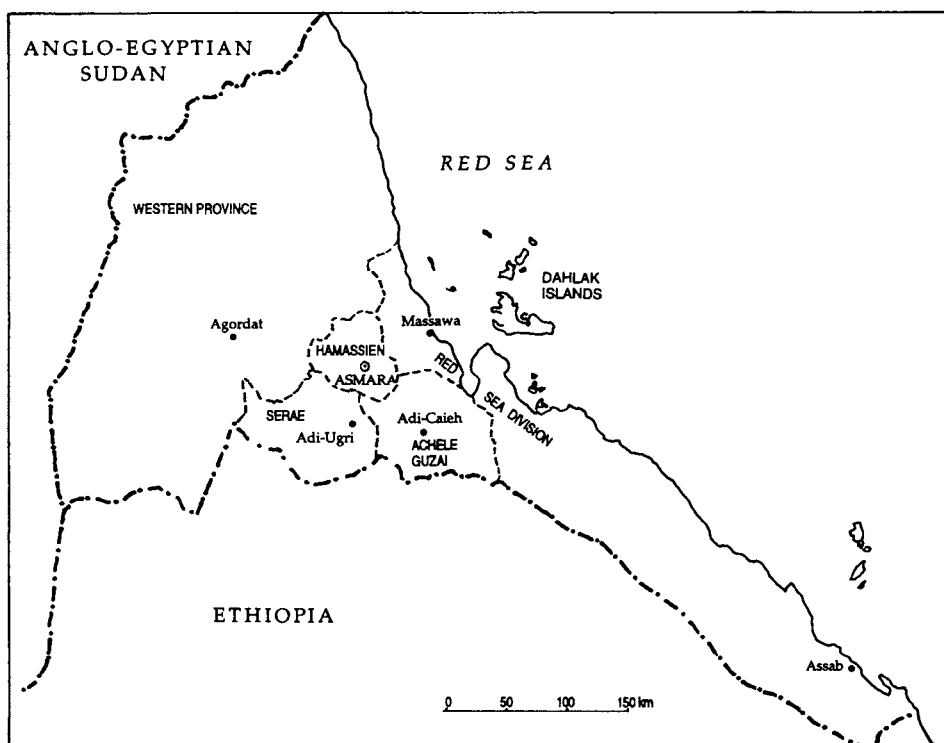 ANGLO-EGYPTIAN
SUDAN
RED SEA
WESTERN PROVINCE
DAHLAK
ISLANDS
Agordat
Massawa
HAMASSIEN
ASMARA
RED
SEA DIVISION
SERAE
Adi-Ugri
Adi-Caieh
ACHELE
GUZAI
ETHIOPIA
Assab
0 50 100 150 km